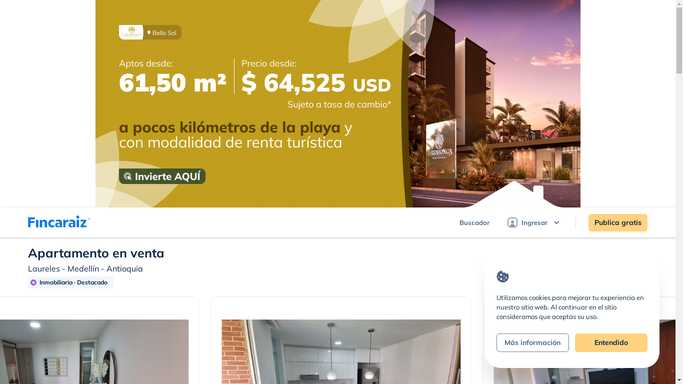 Bello Sol
Aptos desde:
61,50 m²
Precio desde:
$ 64,525 USD
Sujeto a tasa de cambio*
a pocos kilómetros de la playa y
con modalidad de renta turística
Invierte AQUÍ
Fincaraiz
Buscador
Ingresar
Publica gratis
Apartamento en venta
Laureles - Medellín - Antioquia
Inmobiliaria · Destacado
Utilizamos cookies para mejorar tu experiencia en
nuestro sitio web. Al continuar en el sitio
consideramos que aceptas su uso.
Más información
Entendido